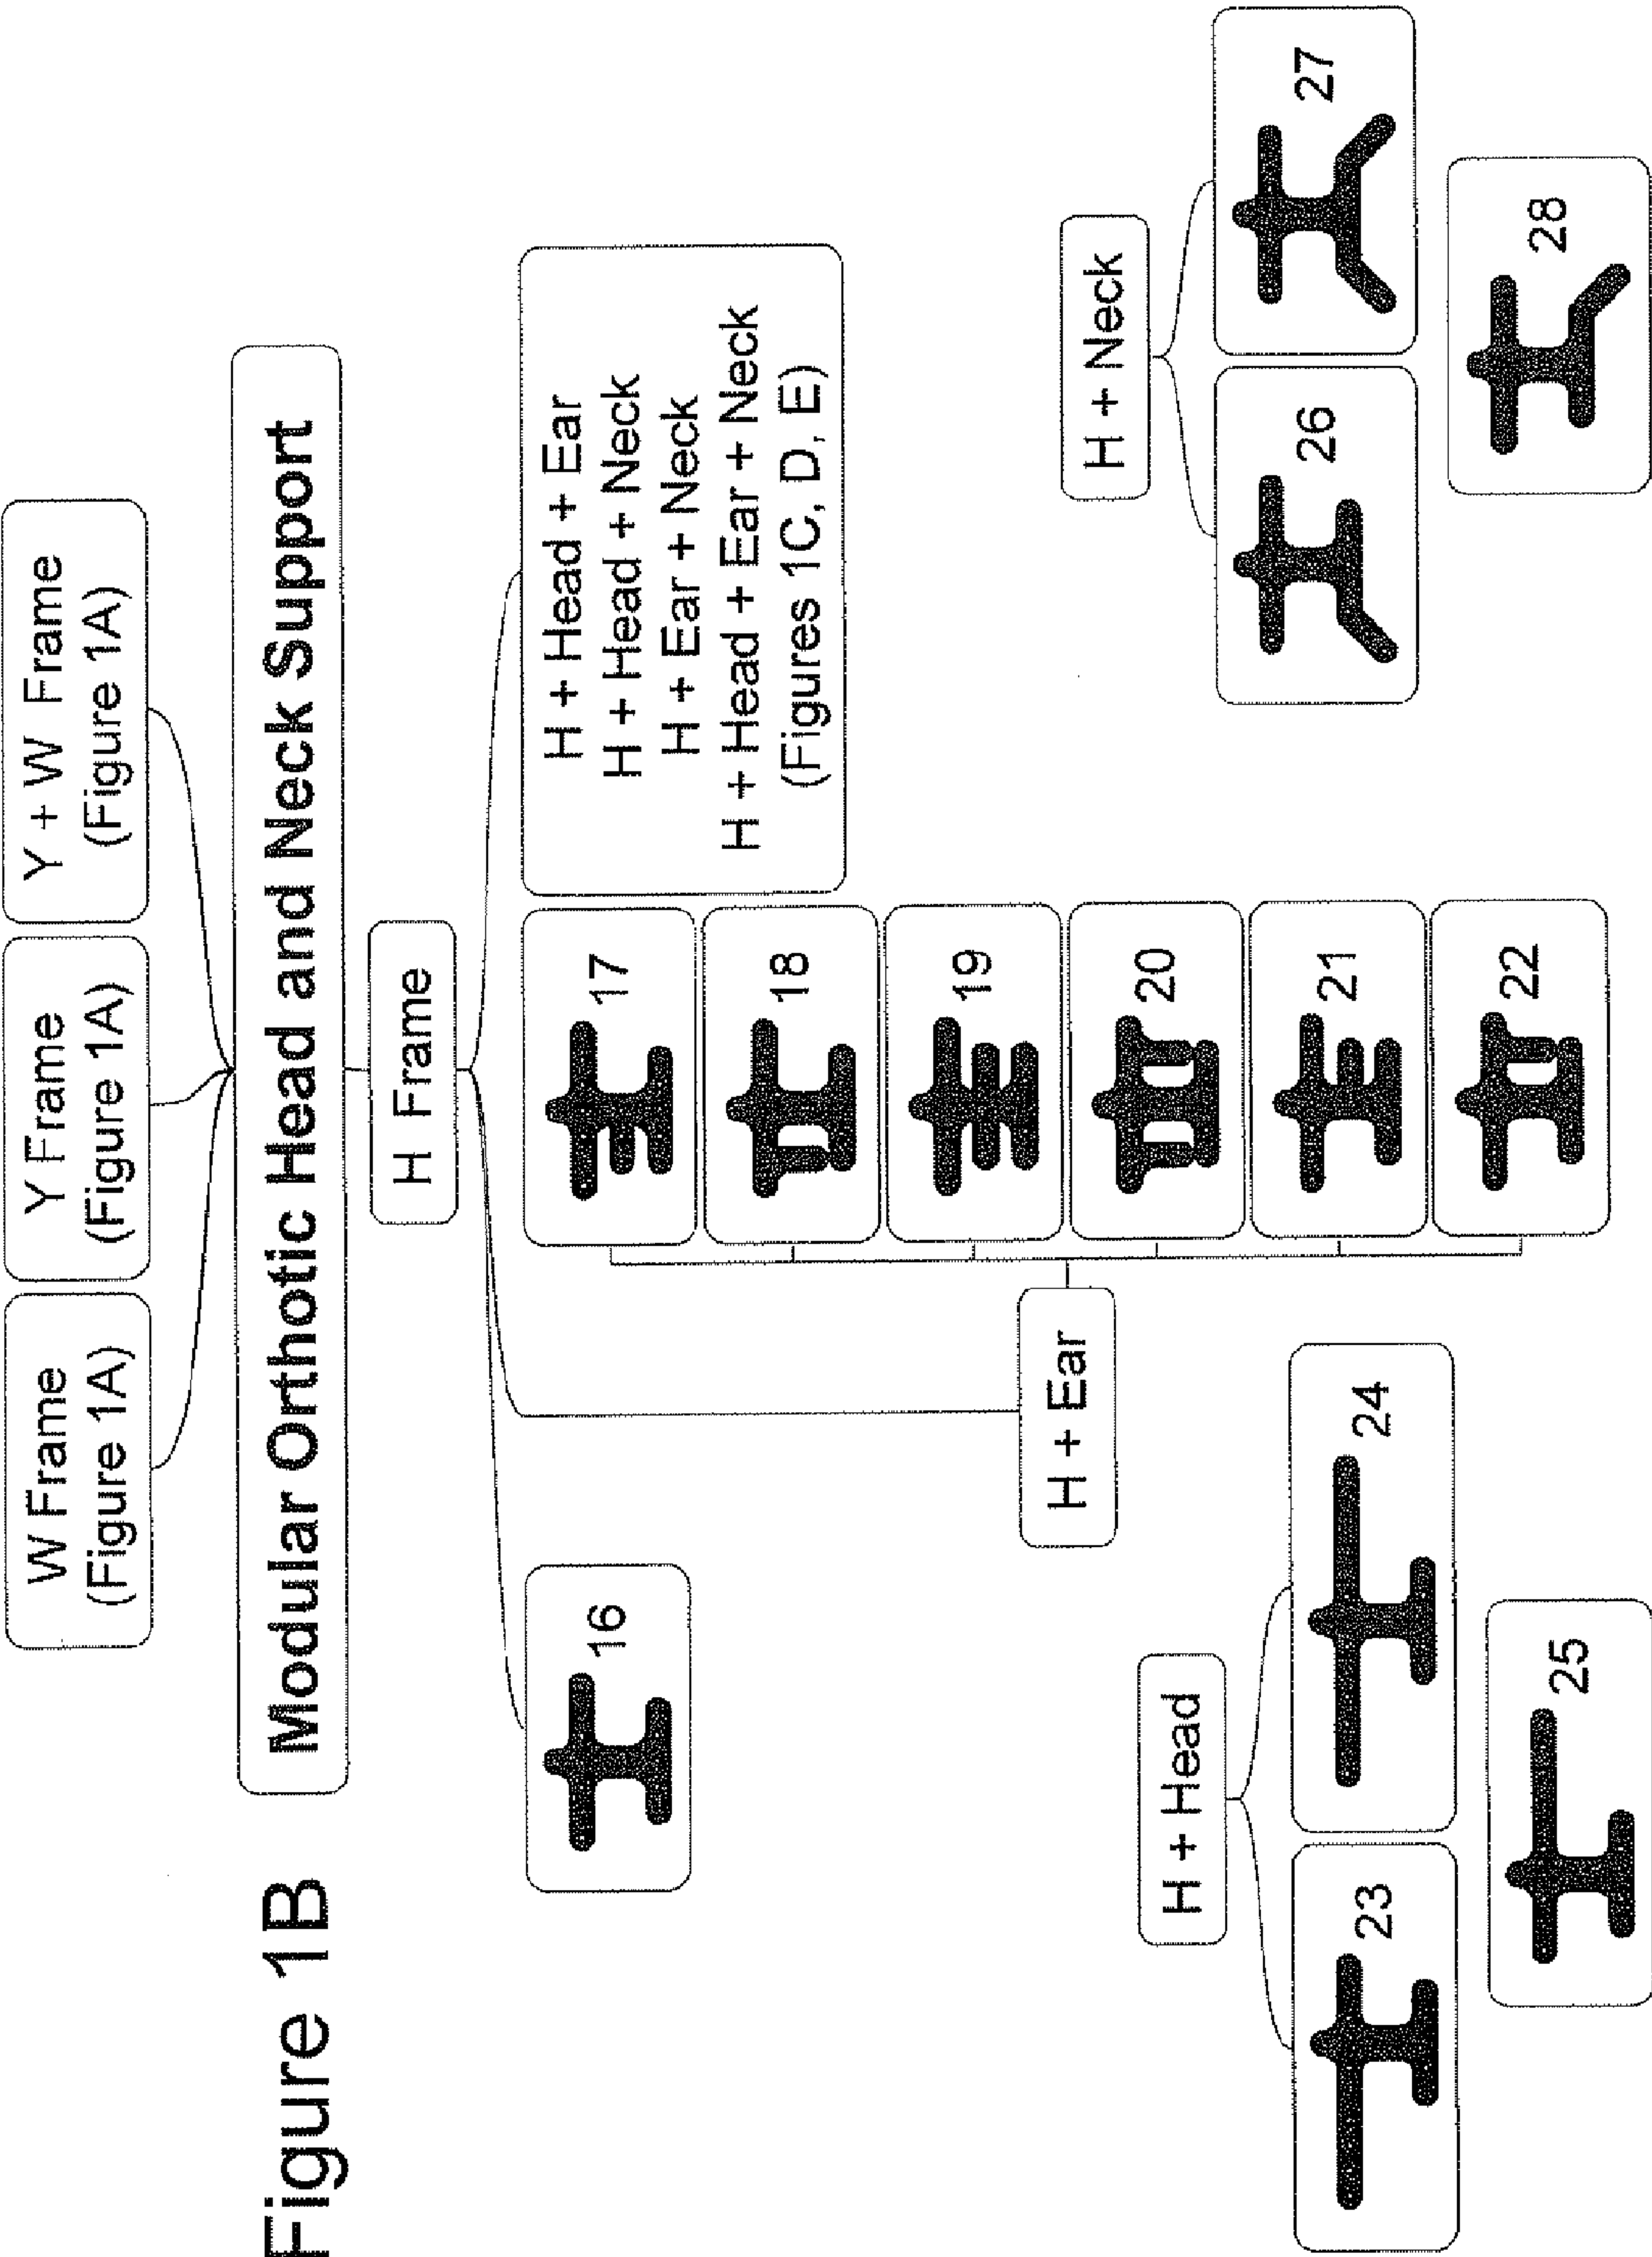 Figure 1B
W Frame
(Figure 1A)
Y Frame
(Figure 1A)
Y + W Frame
(Figure 1A)
Modular Orthotic Head and Neck Support
H Frame
16
17
18
19
20
21
22
H + Head + Ear
H + Head + Neck
H + Ear + Neck
H + Head + Ear + Neck
(Figures 1C, D, E)
H + Ear
H + Head
23
24
25
H + Neck
26
27
28